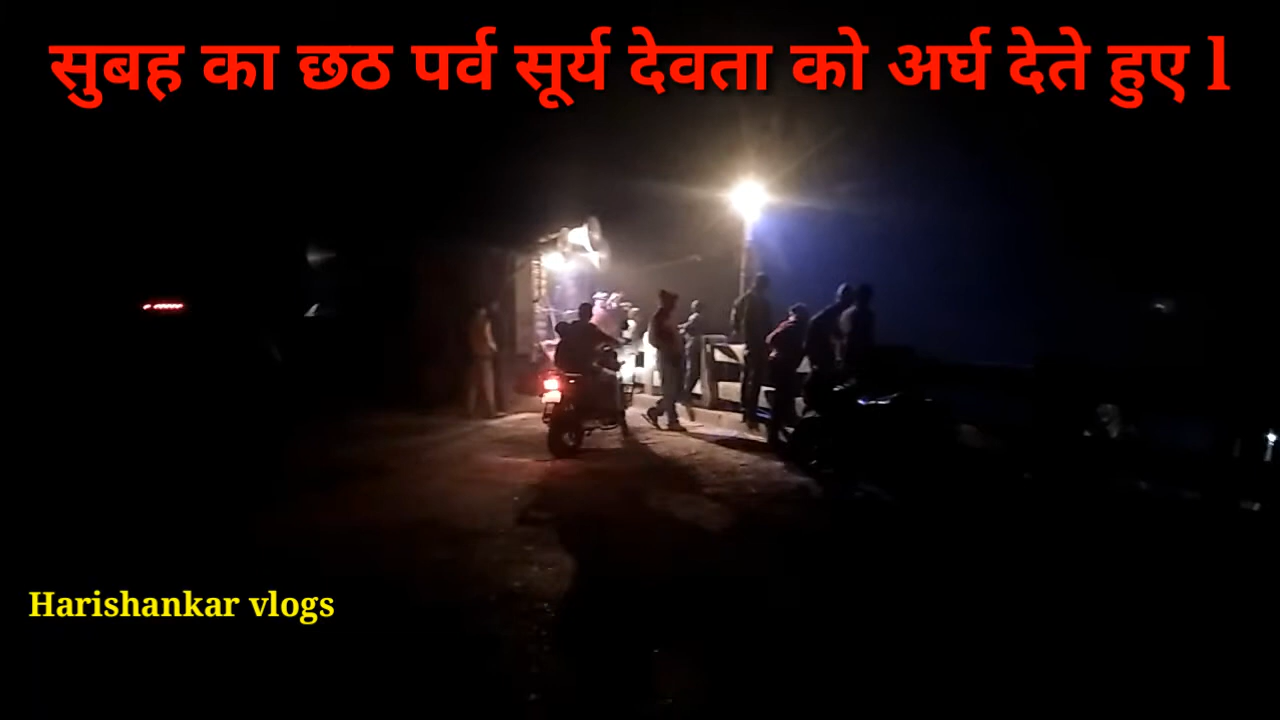 सुबह का छठ पर्व सूर्य देवता को अर्घ देते हुए l
Harishankar vlogs